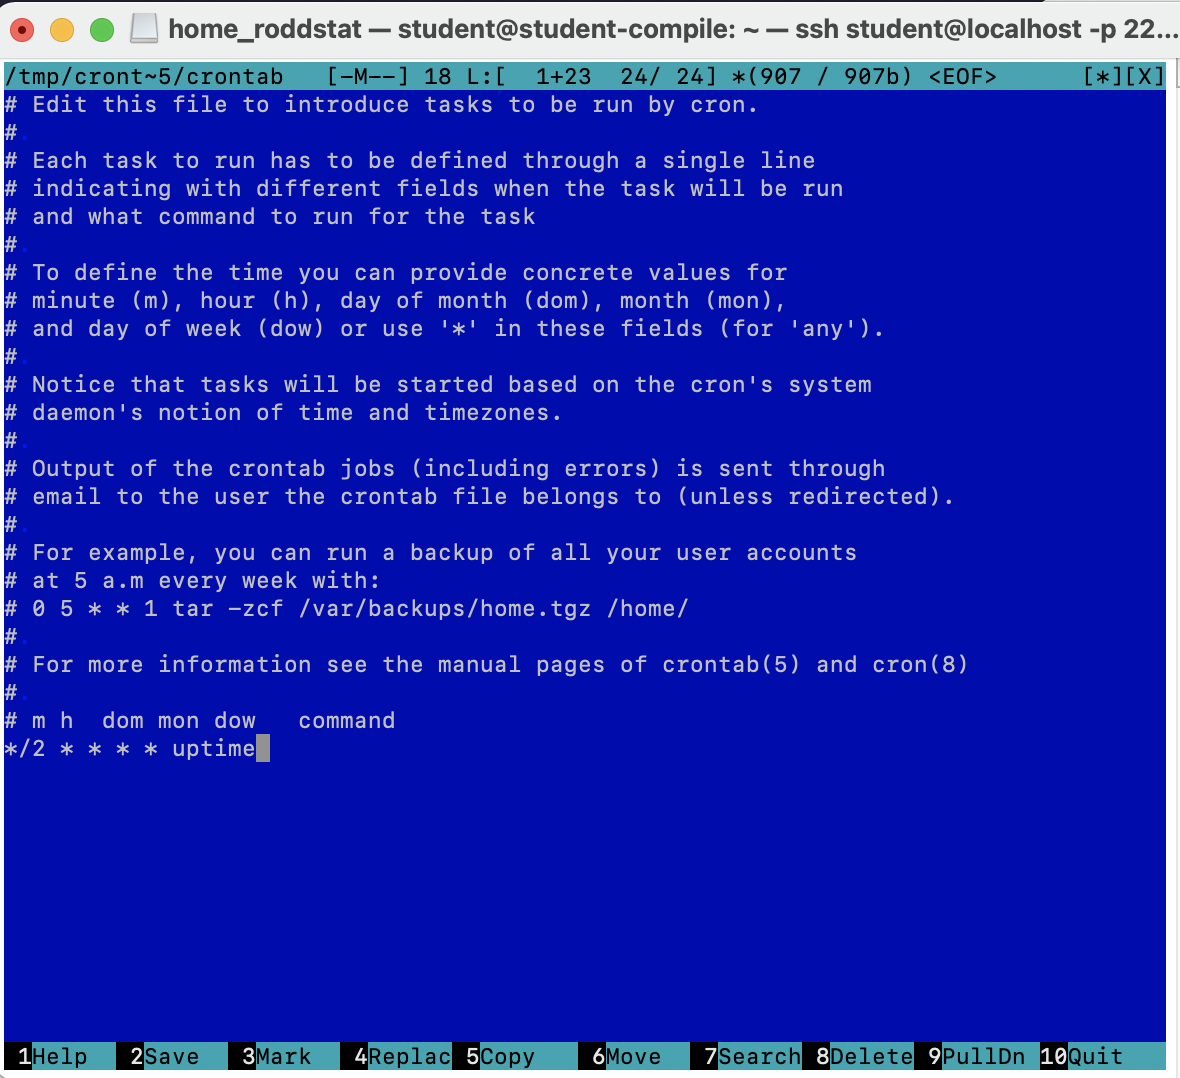 home_roddstat — student@student-compile: ~ — ssh student@localhost -p 22...
/tmp/cront~5/crontab   [-M--] 18 L:[  1+23  24/ 24] *(907 / 907b) <EOF>      [*][X]
# Edit this file to introduce tasks to be run by cron.
#.
# Each task to run has to be defined through a single line
# indicating with different fields when the task will be run
# and what command to run for the task
#.
# To define the time you can provide concrete values for
# minute (m), hour (h), day of month (dom), month (mon),
# and day of week (dow) or use '*' in these fields (for 'any').
#.
# Notice that tasks will be started based on the cron's system
# daemon's notion of time and timezones.
#.
# Output of the crontab jobs (including errors) is sent through
# email to the user the crontab file belongs to (unless redirected).
#.
# For example, you can run a backup of all your user accounts
# at 5 a.m every week with:
# 0 5 * * 1 tar -zcf /var/backups/home.tgz /home/
#.
# For more information see the manual pages of crontab(5) and cron(8)
#.
# m h  dom mon dow   command
*/2 * * * * uptime
1Help 2Save 3Mark 4Replac 5Copy 6Move 7Search 8Delete 9PullDn 10Quit